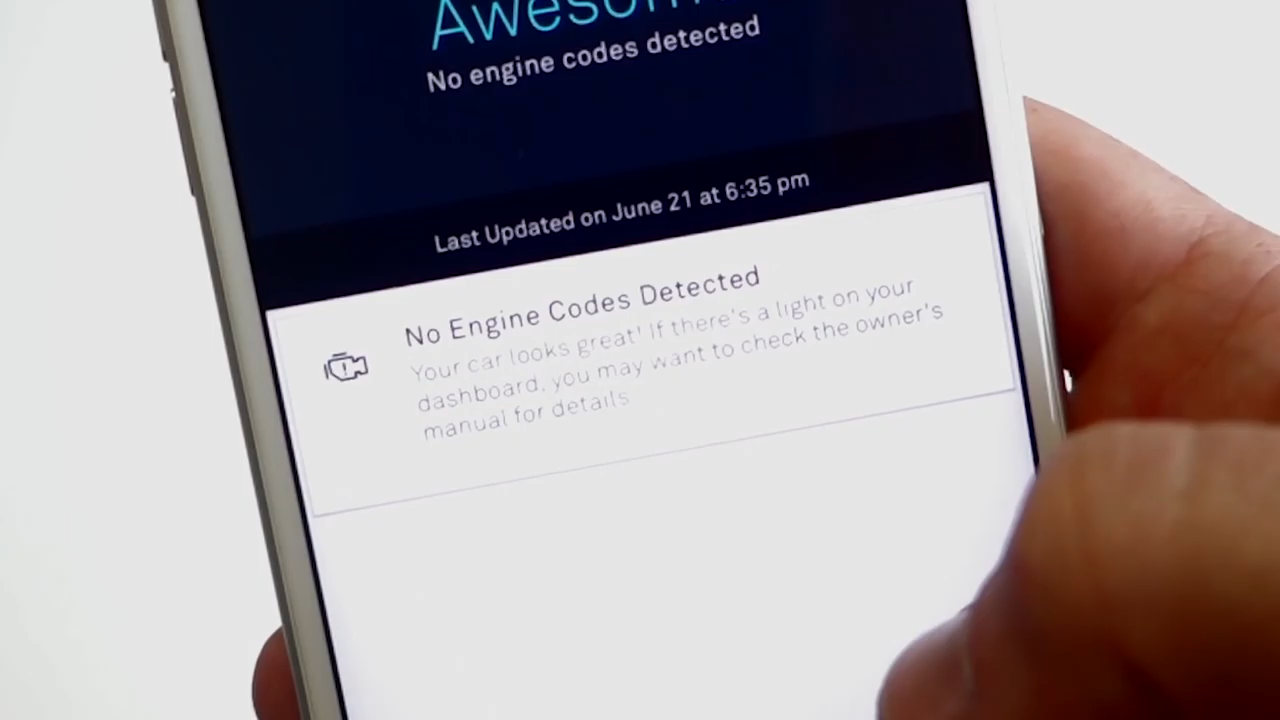 No engine codes detected
Last Updated on June 21 at 6:35 pm
No Engine Codes Detected
Your car looks great! If there's a light on your
dashboard, you may want to check the owner's
manual for details